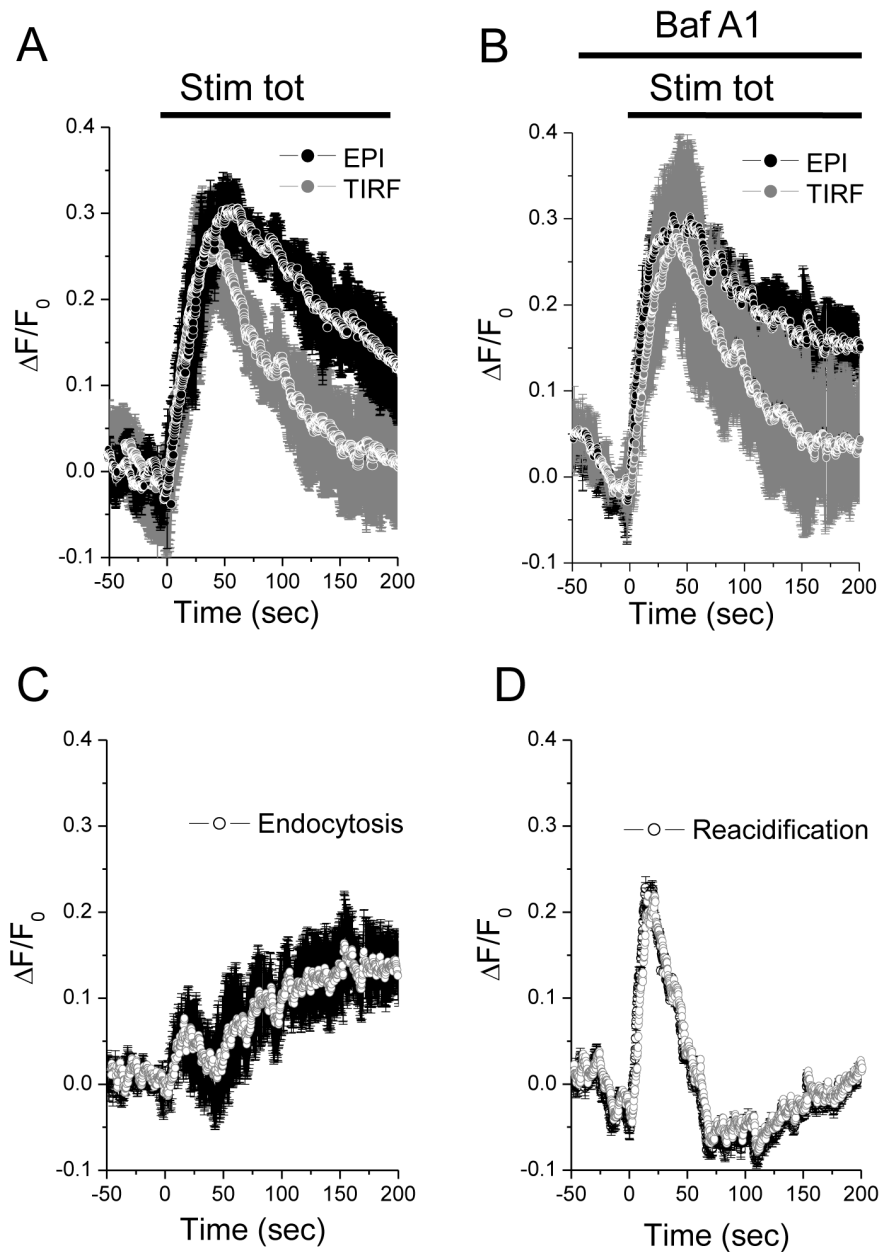 A
Stim tot
EPI
TIRF
0.4
0.3
0.2
0.1
0.0
-0.1
ΔF/F0
-50 0 50 100 150 200
Time (sec)
B
Baf A1
Stim tot
EPI
TIRF
0.4
0.3
0.2
0.1
0.0
-0.1
ΔF/F0
-50 0 50 100 150 200
Time (sec)
C
Endocytosis
0.4
0.3
0.2
0.1
0.0
-0.1
ΔF/F0
-50 0 50 100 150 200
Time (sec)
D
Reacidification
0.4
0.3
0.2
0.1
0.0
-0.1
ΔF/F0
-50 0 50 100 150 200
Time (sec)